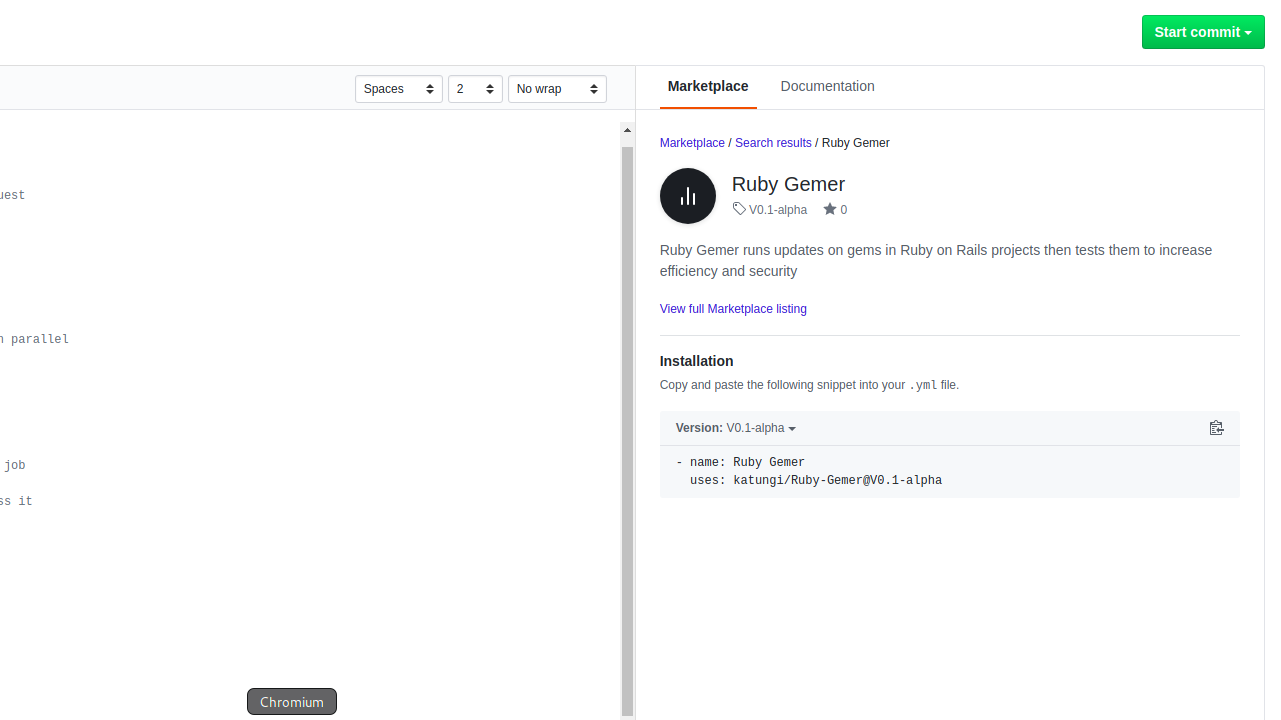 Start commit
Spaces 2 No wrap
Marketplace Documentation
Marketplace / Search results / Ruby Gemer
uest
Ruby Gemer
V0.1-alpha 0
Ruby Gemer runs updates on gems in Ruby on Rails projects then tests them to increase
efficiency and security
View full Marketplace listing
parallel
Installation
Copy and paste the following snippet into your .yml file.
Version: V0.1-alpha
job
- name: Ruby Gemer
uses: katungi/Ruby-Gemer@V0.1-alpha
ss it
Chromium